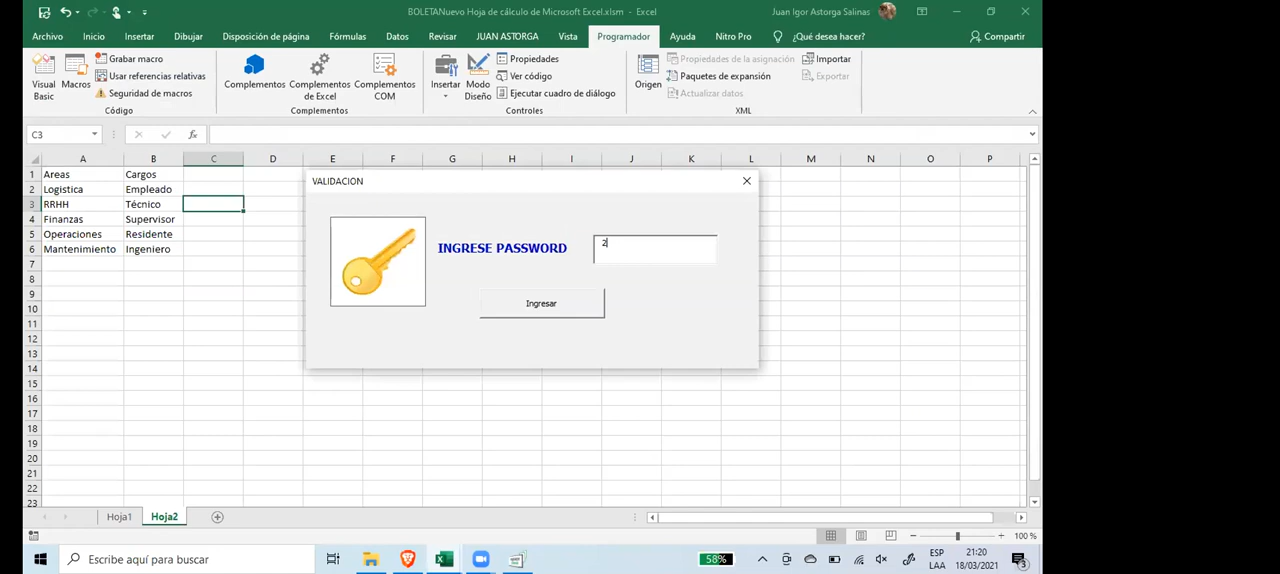 BOLETANuevo Hoja de cálculo de Microsoft Excel.xlsm - Excel
Juan Igor Astorga Salinas
Archivo Inicio Insertar Dibujar Disposición de página Fórmulas Datos Revisar JUAN ASTORGA Vista Programador Ayuda Nitro Pro ¿Qué desea hacer? Compartir
Visual Basic
Macros
Grabar macro
Usar referencias relativas
Seguridad de macros
Código
Complementos
Complementos de Excel
Complementos COM
Complementos
Insertar
Modo Diseño
Propiedades
Ver código
Ejecutar cuadro de diálogo
Controles
Origen
Propiedades de la asignación
Paquetes de expansión
Actualizar datos
Importar
Exportar
XML
C3
fx
A B C D E F G H I J K L M N O P
1 Areas Cargos
2 Logistica Empleado
3 RRHH Técnico
4 Finanzas Supervisor
5 Operaciones Residente
6 Mantenimiento Ingeniero
7
8
9
10
11
12
13
14
15
16
17
18
19
20
21
22
23
VALIDACION
INGRESE PASSWORD
2
Ingresar
Hoja1 Hoja2
100 %
Escribe aquí para buscar
58%
ESP
LAA
21:20
18/03/2021
3